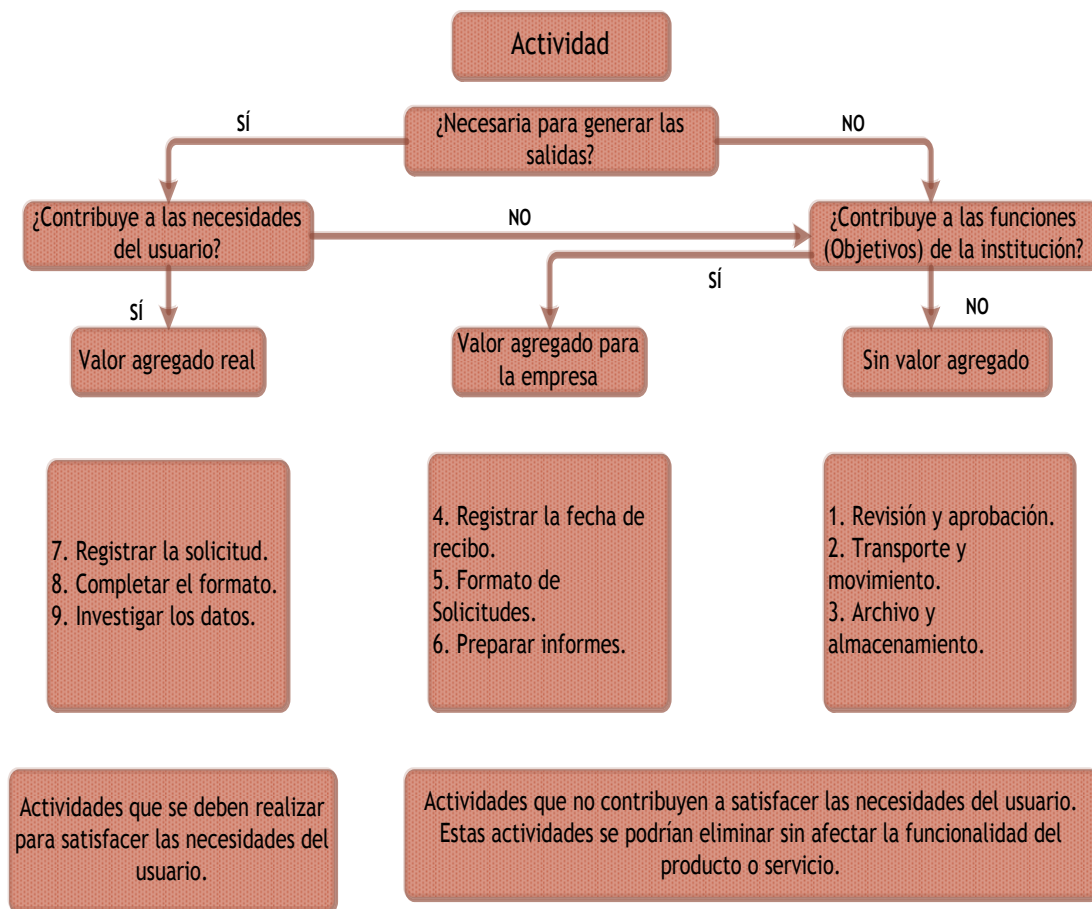 Actividad
SÍ
¿Necesaria para generar las
salidas?
NO
¿Contribuye a las necesidades
del usuario?
NO
¿Contribuye a las funciones
(Objetivos) de la institución?
SÍ
SÍ
NO
Valor agregado real
Valor agregado para
la empresa
Sin valor agregado
7. Registrar la solicitud.
8. Completar el formato.
9. Investigar los datos.
4. Registrar la fecha de
recibo.
5. Formato de
Solicitudes.
6. Preparar informes.
1. Revisión y aprobación.
2. Transporte y
movimiento.
3. Archivo y
almacenamiento.
Actividades que se deben realizar
para satisfacer las necesidades del
usuario.
Actividades que no contribuyen a satisfacer las necesidades del usuario.
Estas actividades se podrían eliminar sin afectar la funcionalidad del
producto o servicio.